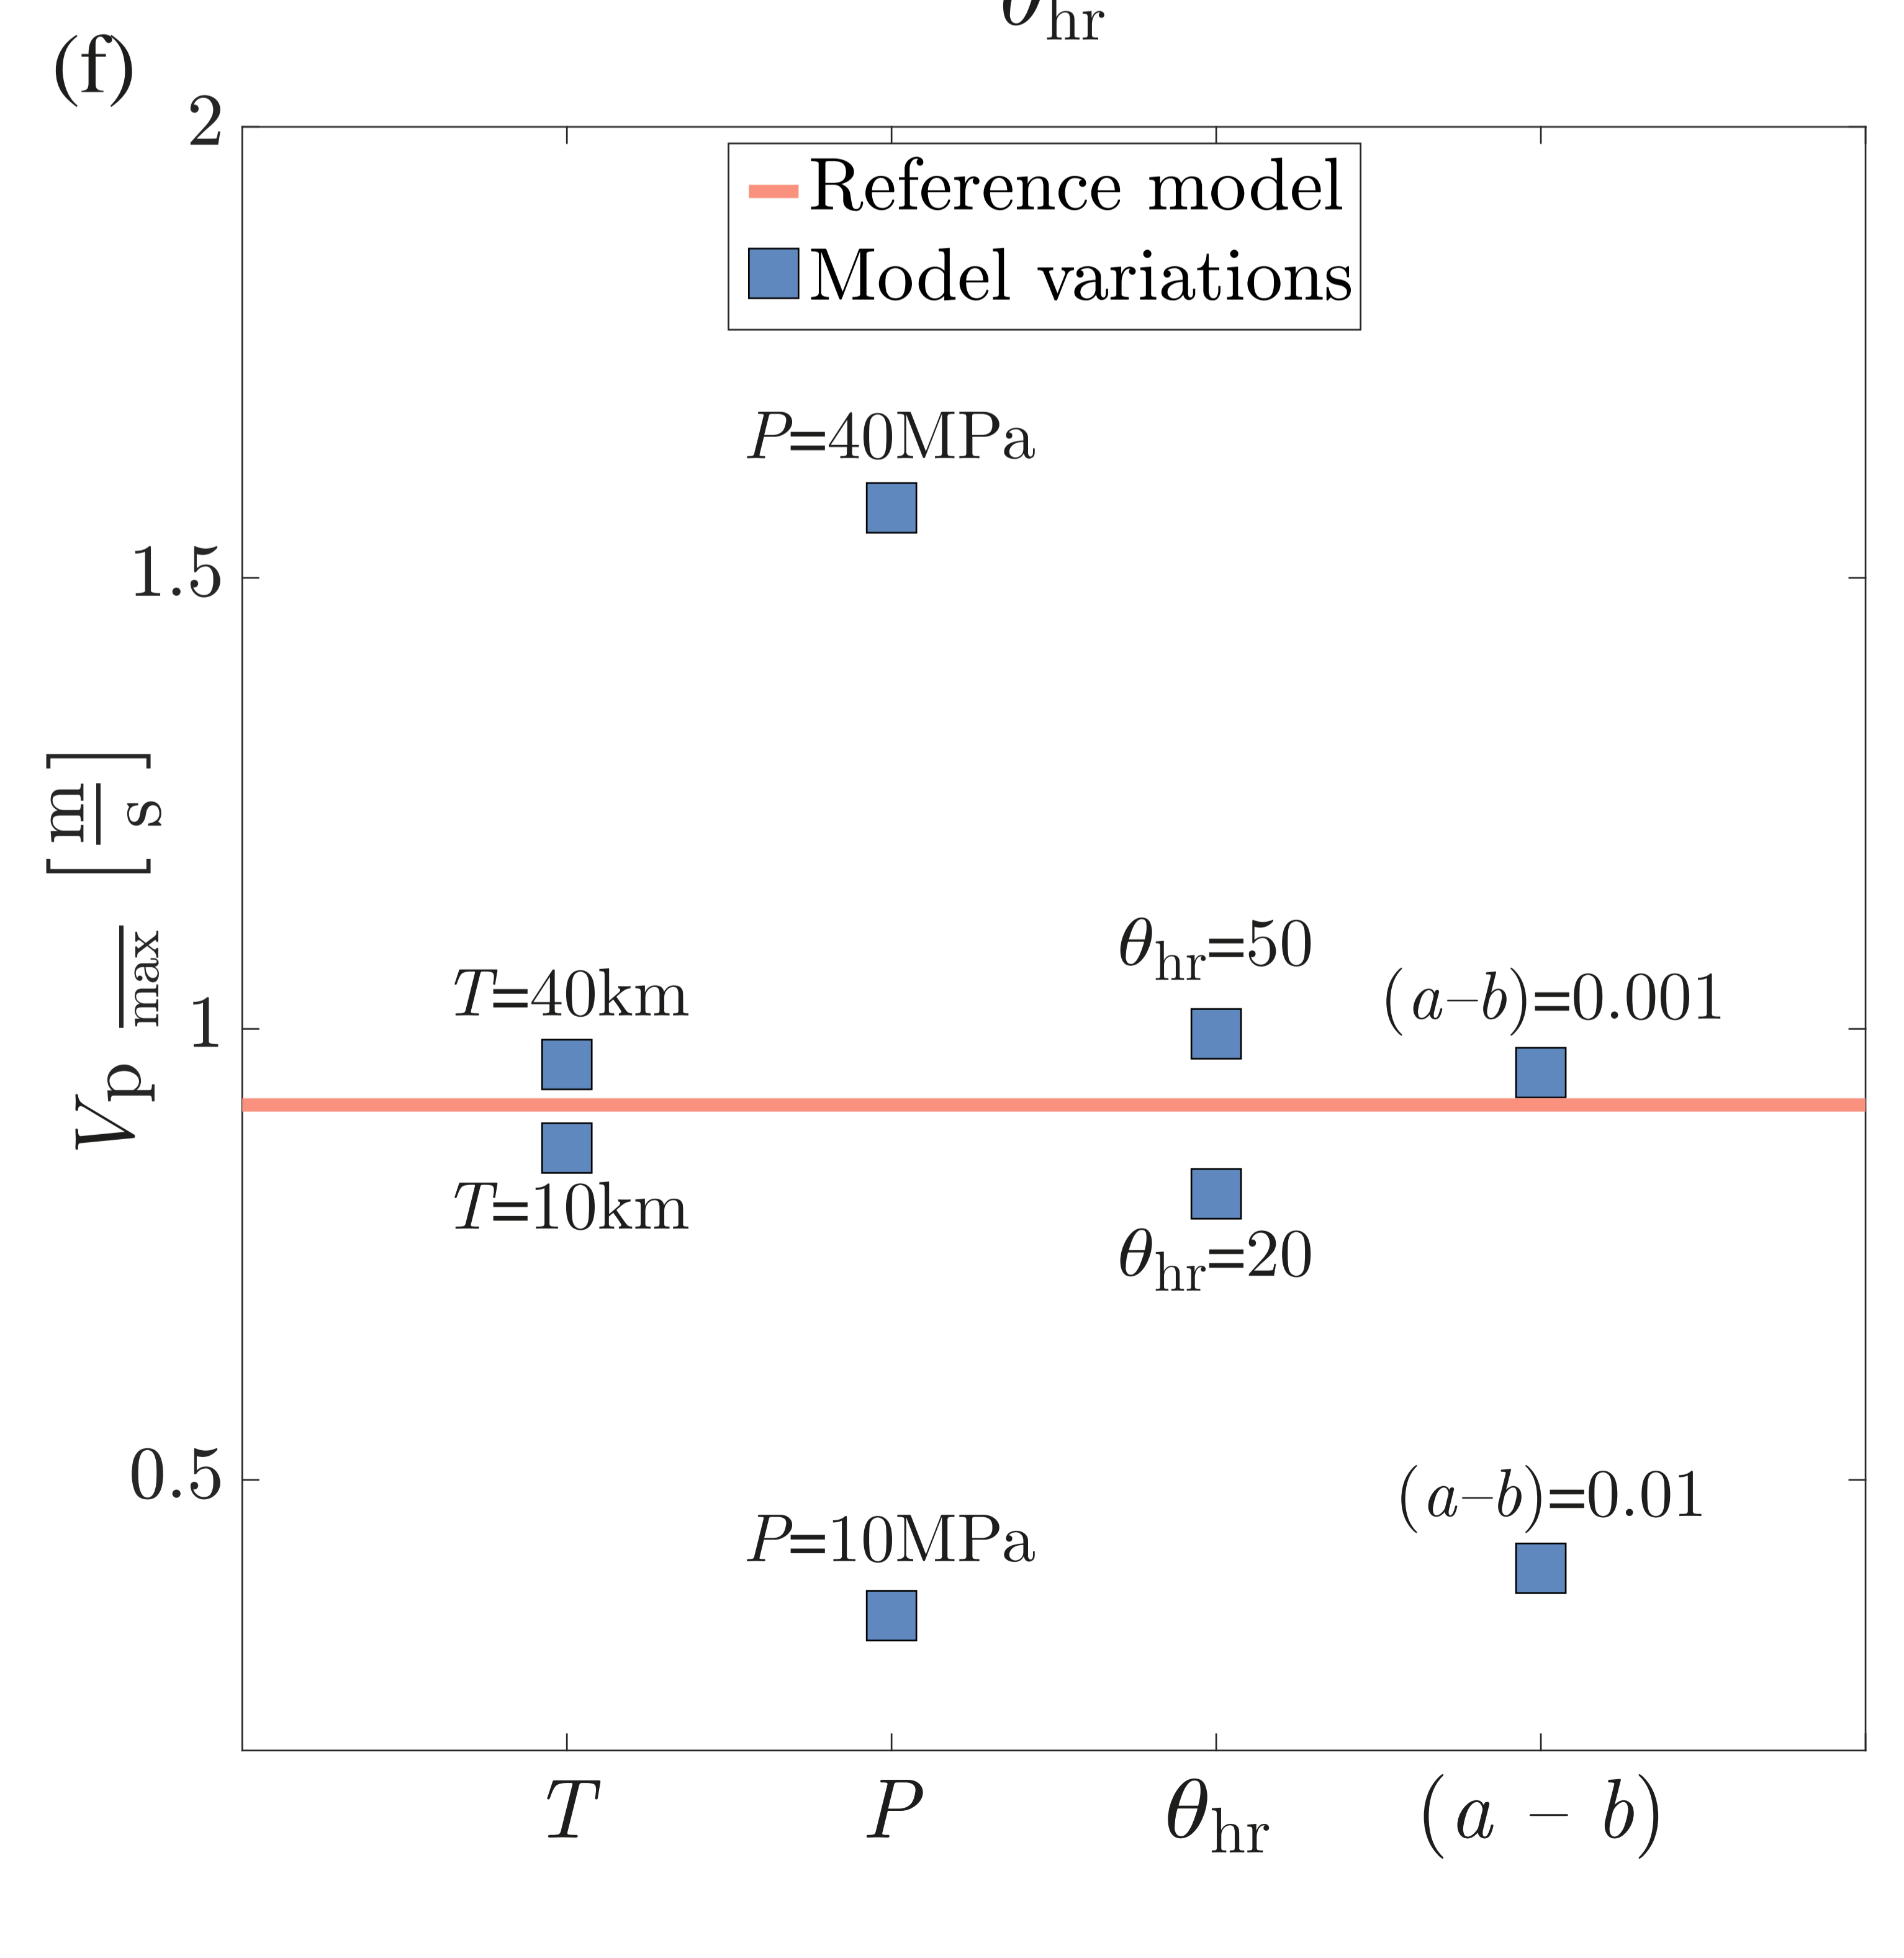 θhr
(f)
2
Reference model
Model variations
P=40MPa
1.5
Vp max [m/s]
θhr=50
T=40km
(a–b)=0.001
1
T=10km
θhr=20
0.5
(a–b)=0.01
P=10MPa
T P θhr (a – b)